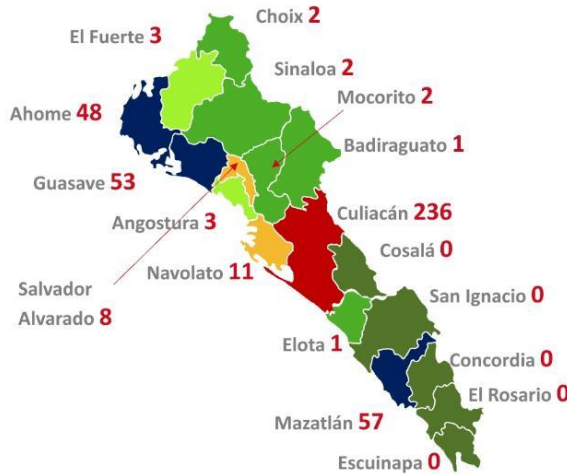 Choix 2
El Fuerte 3
Sinaloa 2
Mocorito 2
Ahome 48
Badiraguato 1
Guasave 53
Angostura 3
Culiacán 236
Cosalá 0
Navolato 11
Salvador
Alvarado 8
San Ignacio 0
Elota 1
Concordia 0
El Rosario 0
Mazatlán 57
Escuinapa 0